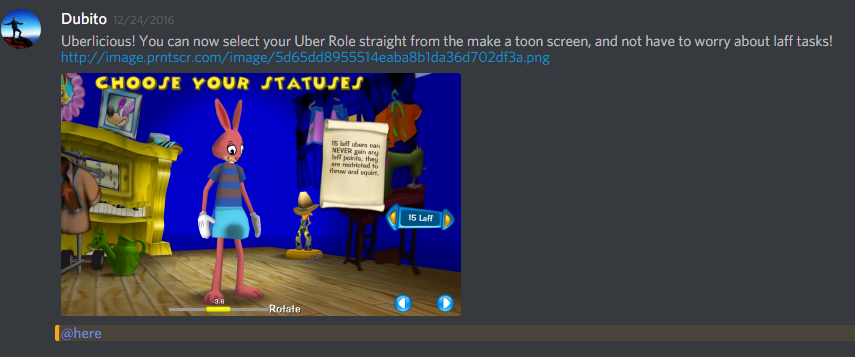 Dubito 12/24/2016
Uberlicious! You can now select your Uber Role straight from the make a toon screen, and not have to worry about laff tasks!
http://image.prntscr.com/image/5d65dd8955514eaba8b1da36d702df3a.png
CHOOSE YOUR STATUSES
15 laff ubers can
NEVER gain any
laff points, they
are restricted to
throw and squirt.
15 Laff
-3.6
Rotate
@here